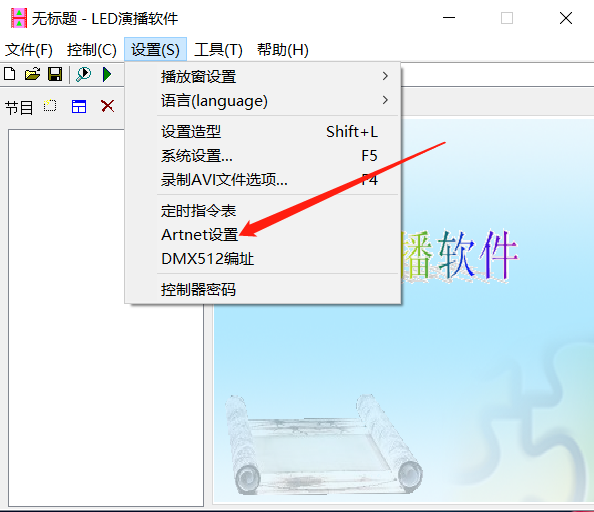 无标题 - LED演播软件
文件(F) 控制(C) 设置(S) 工具(T) 帮助(H)
节目
播放窗设置
语言(language)
设置造型 Shift+L
系统设置... F5
录制AVI文件选项... F4
定时指令表
Artnet设置
DMX512编址
控制器密码
播软件